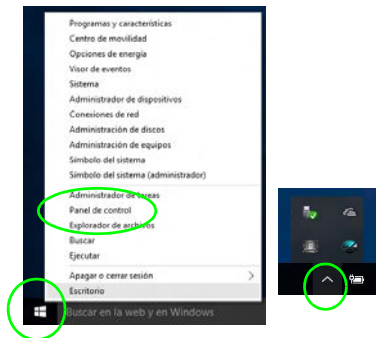 Programas y características
Centro de movilidad
Opciones de energía
Visor de eventos
Sistema
Administrador de dispositivos
Conexiones de red
Administración de discos
Administración de equipos
Símbolo del sistema
Símbolo del sistema (administrador)
Administrador de tareas
Panel de control
Explorador de archivos
Buscar
Ejecutar
Apagar o cerrar sesión
Escritorio
Buscar en la web y en Windows